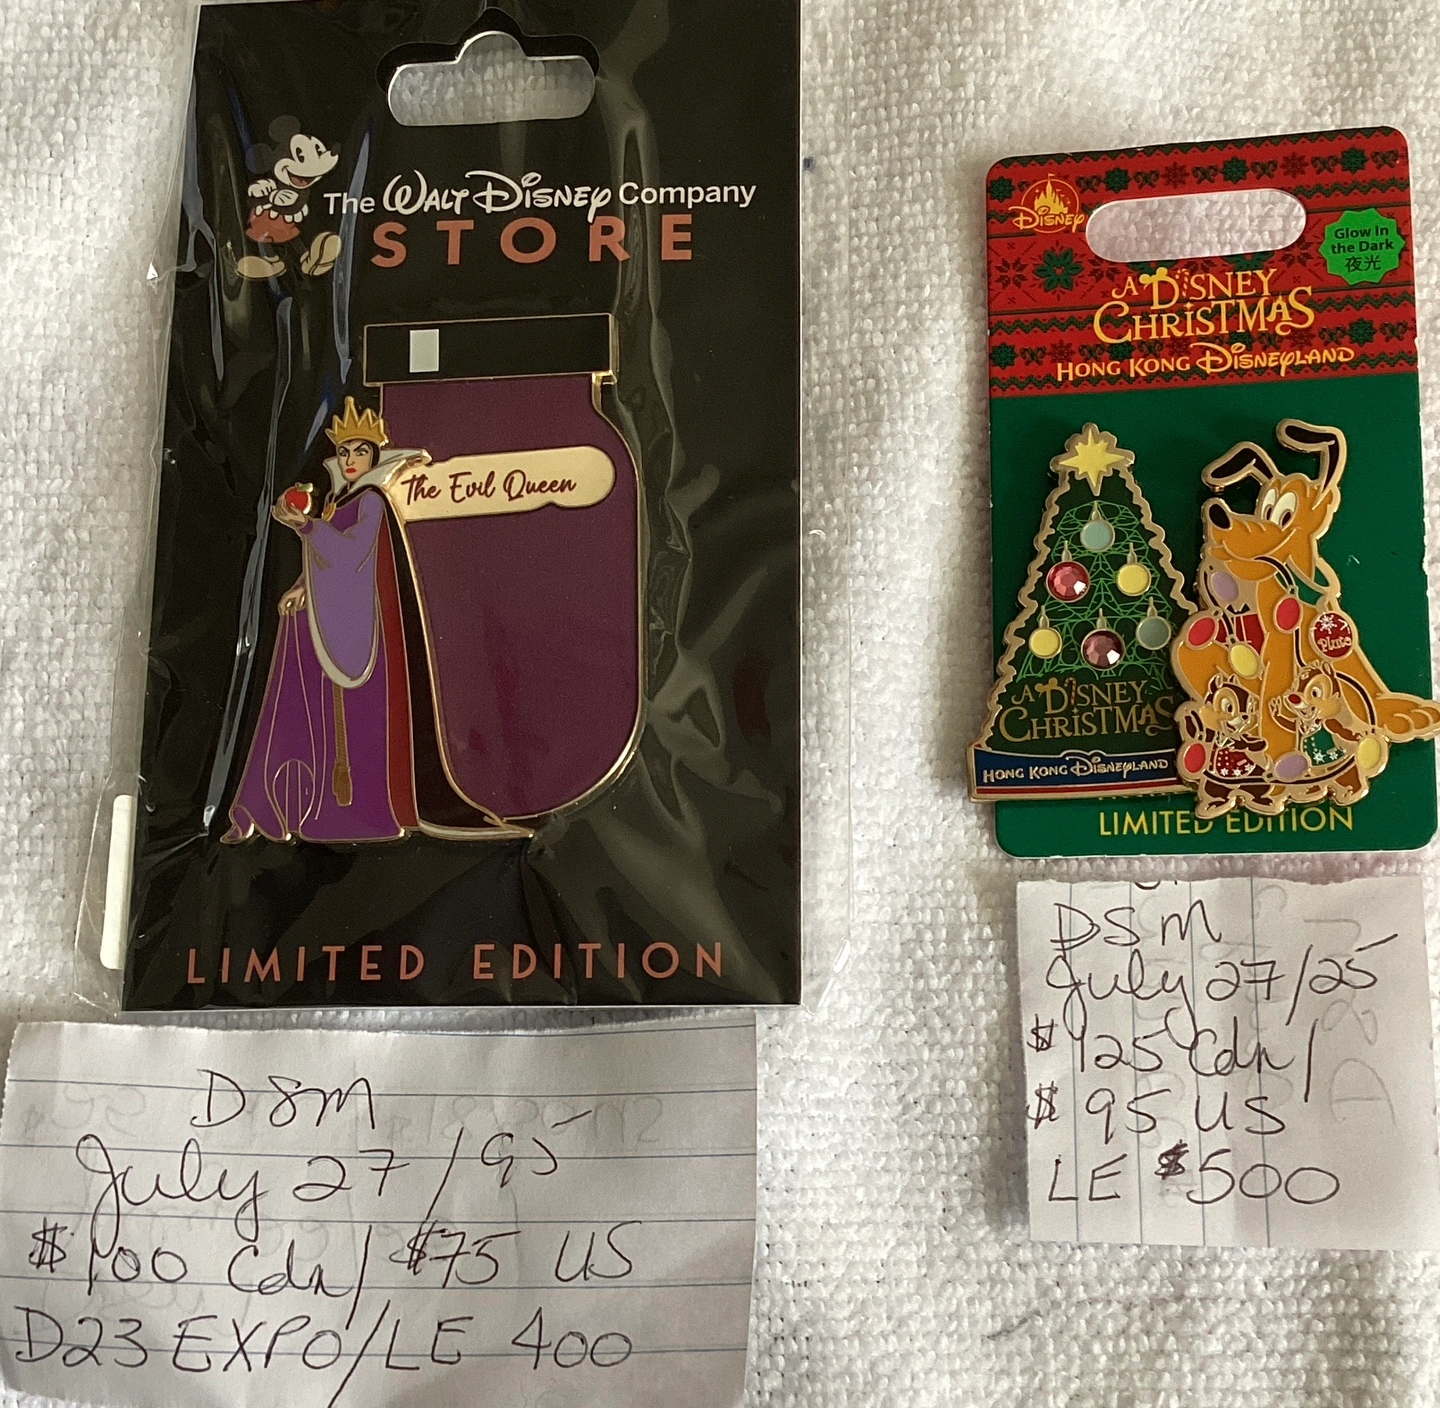 The WALT DISNEY Company
STORE
The Evil Queen
LIMITED EDITION
DISNEY
Glow In
the Dark
夜光
A DISNEY
CHRISTMAS
HONG KONG DISNEYLAND
Pluto
A DISNEY
CHRISTMAS
HONG KONG DISNEYLAND
LIMITED EDITION
DSM
July 27/95
$100 Cdn/ $75 US
D23 EXPO/LE 400
DSM
July 27/25
$125 Cdn/
$95 US
LE $500